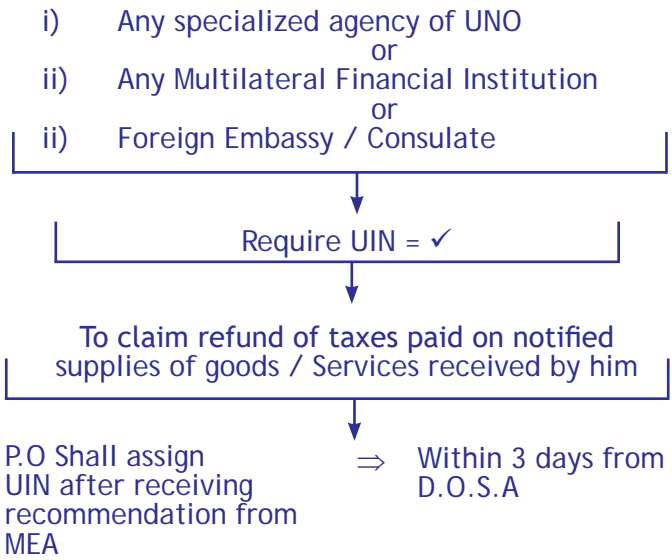 i) Any specialized agency of UNO
or
ii) Any Multilateral Financial Institution
or
ii) Foreign Embassy / Consulate
Require UIN = ✓
To claim refund of taxes paid on notified
supplies of goods / Services received by him
P.O Shall assign
UIN after receiving
recommendation from
MEA
⇒ Within 3 days from
D.O.S.A